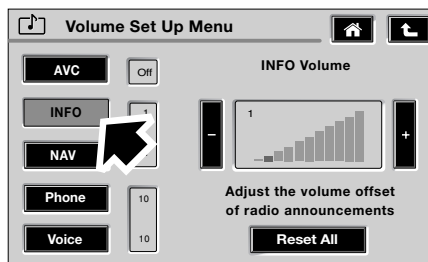 Volume Set Up Menu
AVC
Off
INFO Volume
INFO
1
1
-
+
NAV
Adjust the volume offset
of radio announcements
Phone
10
Voice
10
Reset All